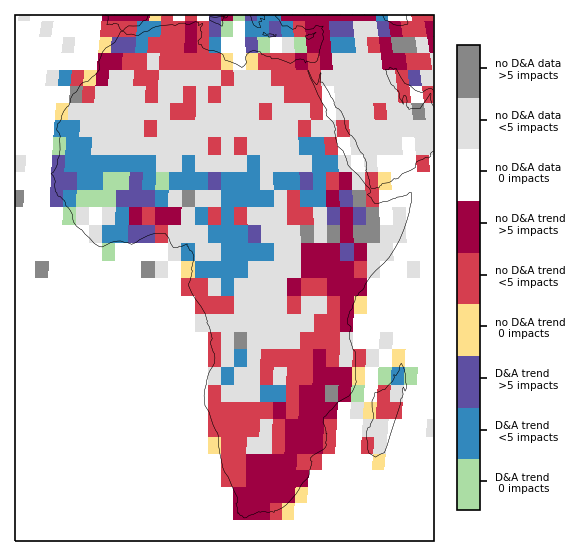 no D&A data
>5 impacts
no D&A data
<5 impacts
no D&A data
0 impacts
no D&A trend
>5 impacts
no D&A trend
<5 impacts
no D&A trend
0 impacts
D&A trend
>5 impacts
D&A trend
<5 impacts
D&A trend
0 impacts